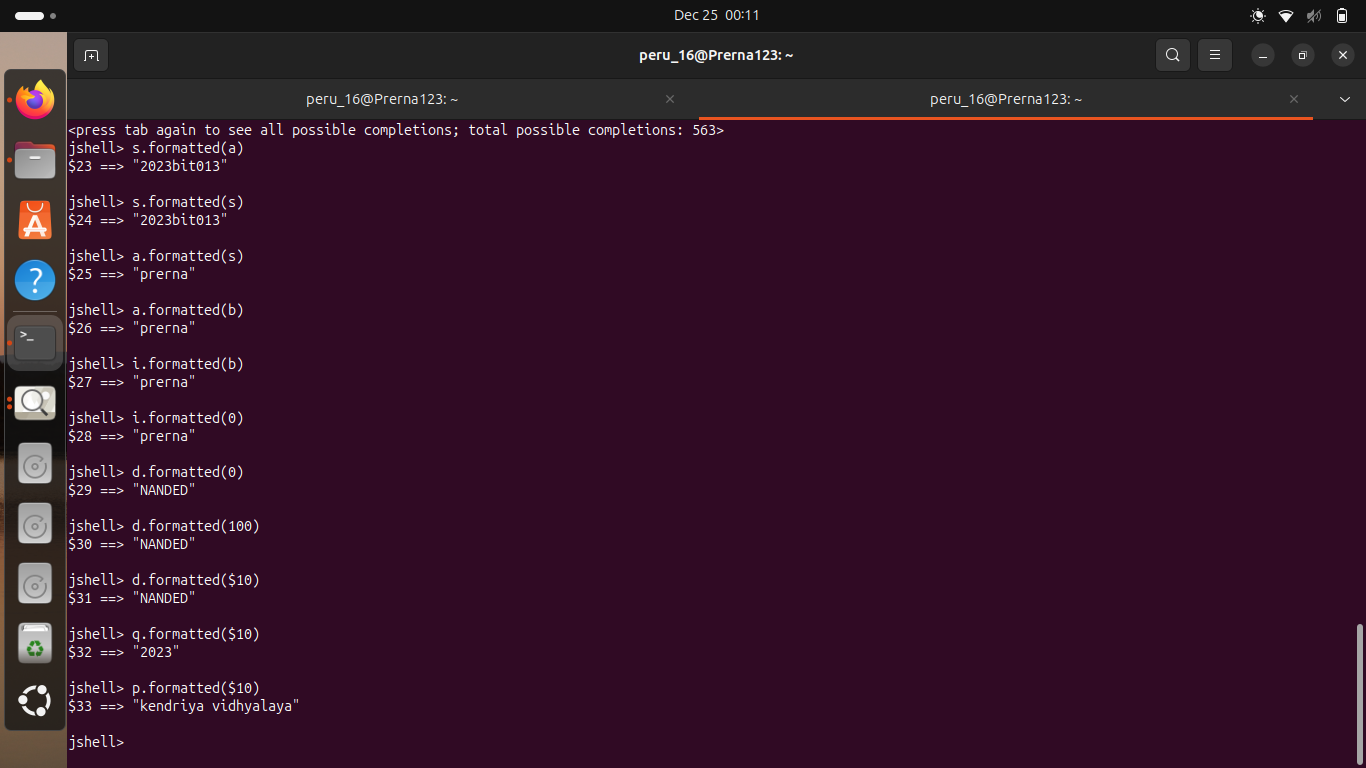 Dec 25 00:11
peru_16@Prerna123: ~
peru_16@Prerna123: ~
peru_16@Prerna123: ~
<press tab again to see all possible completions; total possible completions: 563>
jshell> s.formatted(a)
$23 ==> "2023bit013"
jshell> s.formatted(s)
$24 ==> "2023bit013"
jshell> a.formatted(s)
$25 ==> "prerna"
jshell> a.formatted(b)
$26 ==> "prerna"
jshell> i.formatted(b)
$27 ==> "prerna"
jshell> i.formatted(0)
$28 ==> "prerna"
jshell> d.formatted(0)
$29 ==> "NANDED"
jshell> d.formatted(100)
$30 ==> "NANDED"
jshell> d.formatted($10)
$31 ==> "NANDED"
jshell> q.formatted($10)
$32 ==> "2023"
jshell> p.formatted($10)
$33 ==> "kendriya vidhyalaya"
jshell>